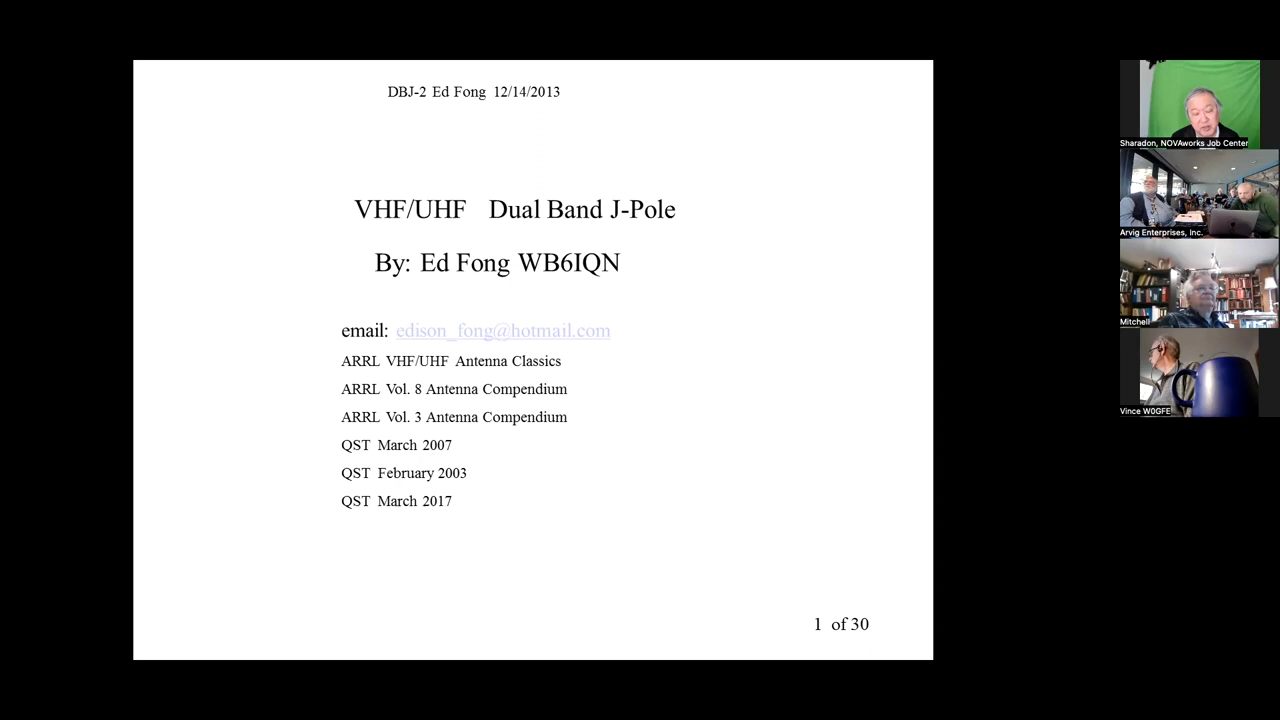 DBJ-2 Ed Fong 12/14/2013
VHF/UHF Dual Band J-Pole
By: Ed Fong WB6IQN
email: edison_fong@hotmail.com
ARRL VHF/UHF Antenna Classics
ARRL Vol. 8 Antenna Compendium
ARRL Vol. 3 Antenna Compendium
QST March 2007
QST February 2003
QST March 2017
1 of 30
Sharadon, NOVAworks Job Center
Arvig Enterprises, Inc.
Mitchell
Vince W0GFE